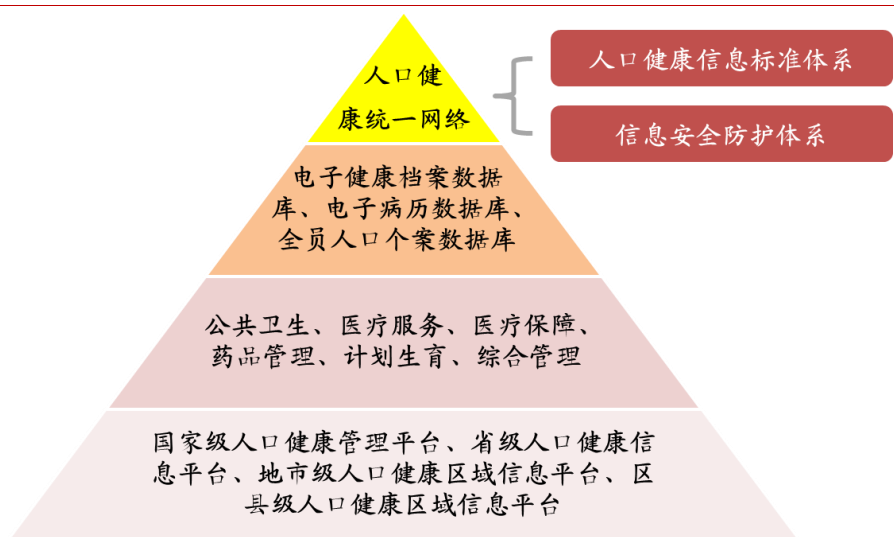 人口健
康统一网络
人口健康信息标准体系
信息安全防护体系
电子健康档案数据
库、电子病历数据库、
全员人口个案数据库
公共卫生、医疗服务、医疗保障、
药品管理、计划生育、综合管理
国家级人口健康管理平台、省级人口健康信
息平台、地市级人口健康区域信息平台、区
县级人口健康区域信息平台